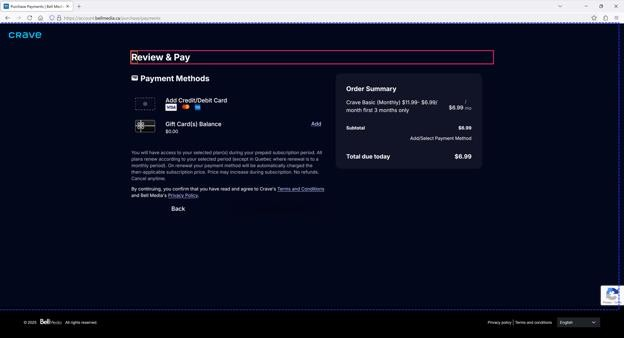 Purchase Payments | Bell Medi
https://account.bellmedia.ca/purchase/payments
CRAVE
Review & Pay
Payment Methods
Add Credit/Debit Card
VISA
Gift Card(s) Balance
Add
$0.00
You will have access to your selected plan(s) during your prepaid subscription period. All
plans renew according to your selected period (except in Quebec where renewal is to a
monthly period). On renewal your payment method will be automatically charged the
then-applicable subscription price. Price may increase during subscription. No refunds.
Cancel anytime.
By continuing, you confirm that you have read and agree to Crave's Terms and Conditions
and Bell Media's Privacy Policy.
Back
Order Summary
Crave Basic (Monthly) $11.99- $6.99/
month first 3 months only
$6.99 / mo
Subtotal
$6.99
Add/Select Payment Method
Total due today
$6.99
© 2025 BellMedia All rights reserved.
Privacy policy | Terms and conditions
English